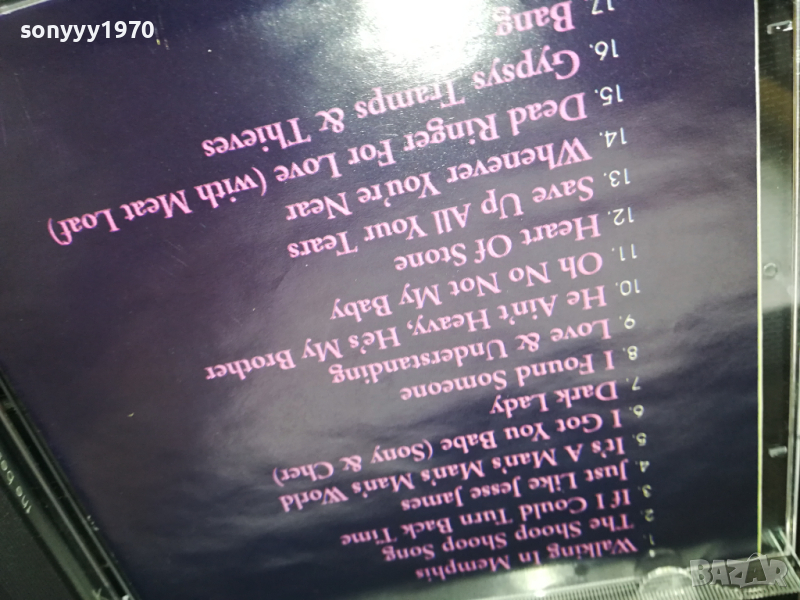 sonyyy1970
1. Walking In Memphis
2. The Shoop Shoop Song
3. If I Could Turn Back Time
4. Just Like Jesse James
5. It's A Man's Man's Man's World
6. I Got You Babe (Sony & Cher)
7. Dark Lady
8. I Found Someone
9. Love & Understanding
10. He Ain't Heavy, He's My Brother
11. Oh No Not My Baby
12. Heart Of Stone
13. Save Up All Your Tears
14. Whenever You're Near
15. Dead Ringer For Love (with Meat Loaf)
16. Gypsys Tramps & Thieves
17. Bang
BAZAR